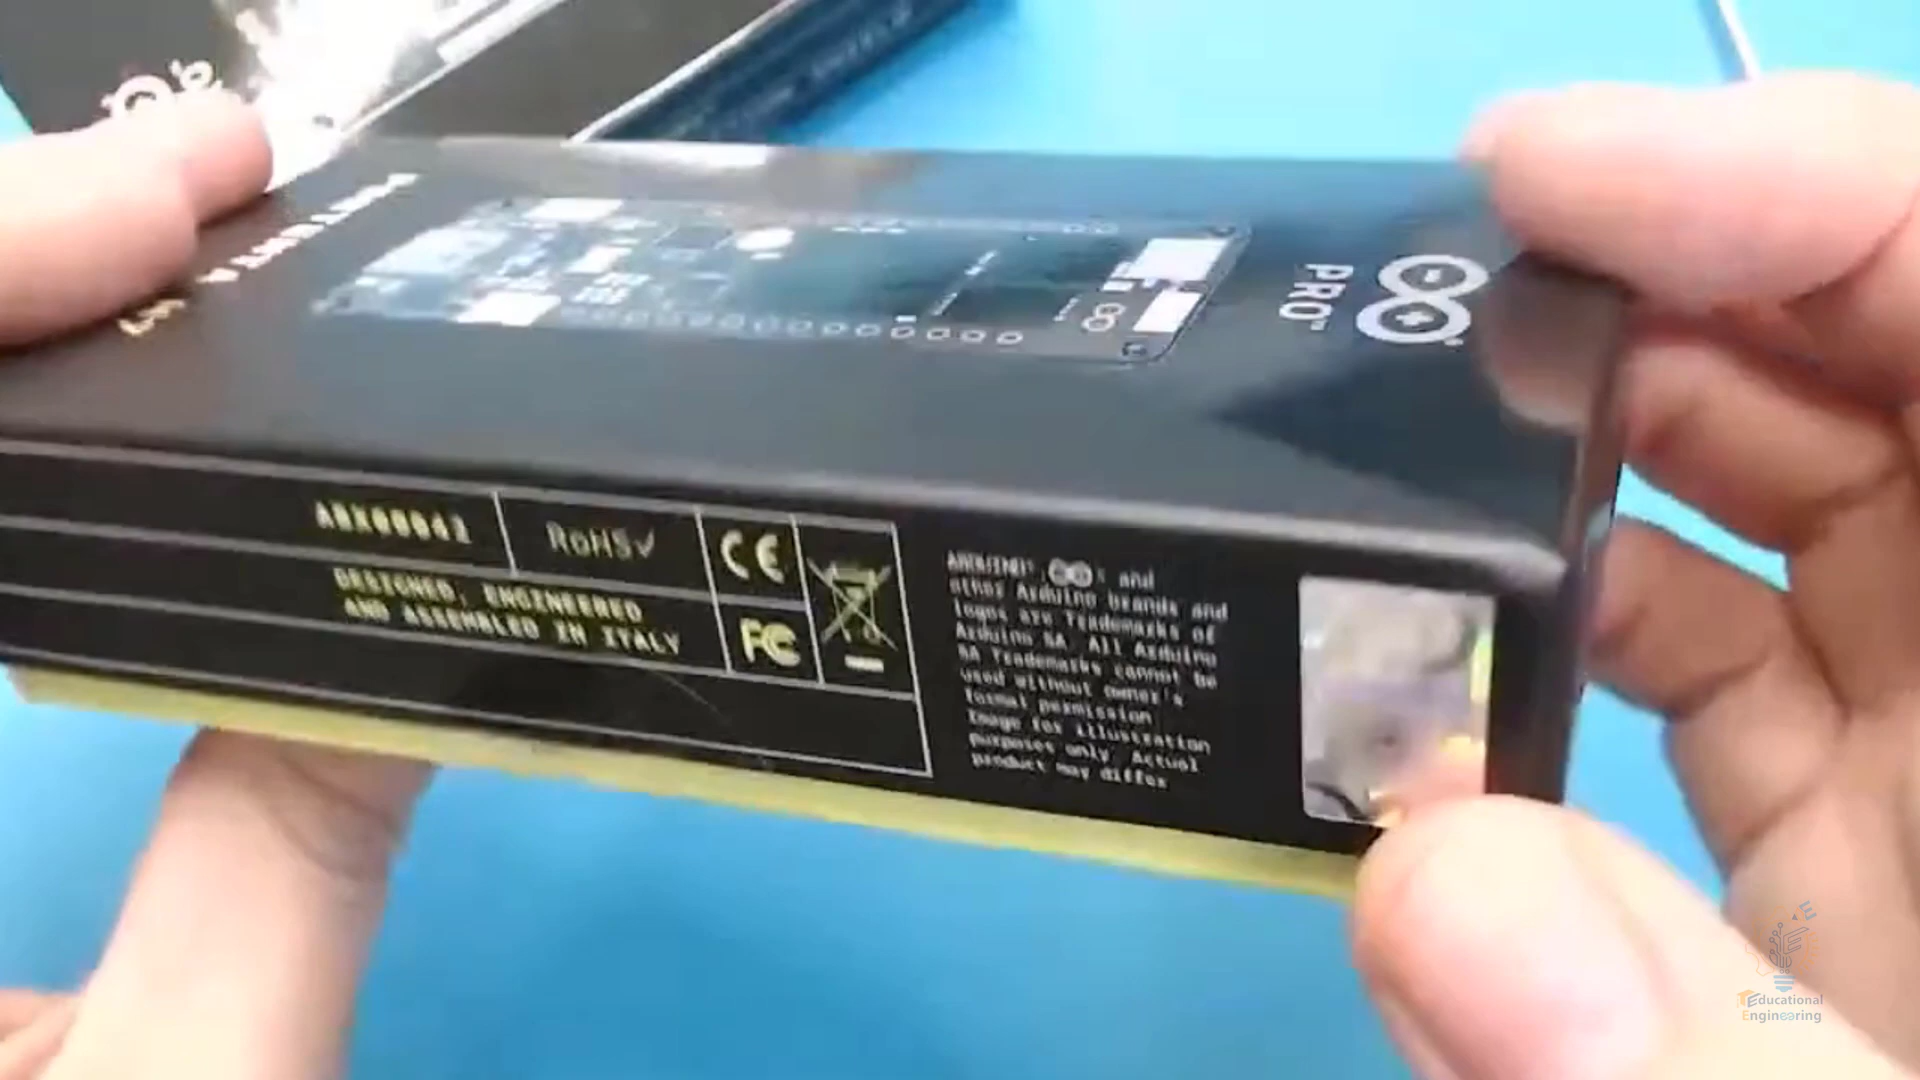 PRO™
ABX00042
RoHS✓
CE
DESIGNED, ENGINEERED
AND ASSEMBLED IN ITALY
FC
ARDUINO® and
other Arduino brands and
logos are Trademarks of
Arduino SA. All Arduino
SA Trademarks cannot be
used without owner's
formal permission
Image for illustration
purposes only. Actual
product may differ
Educational
Engineering